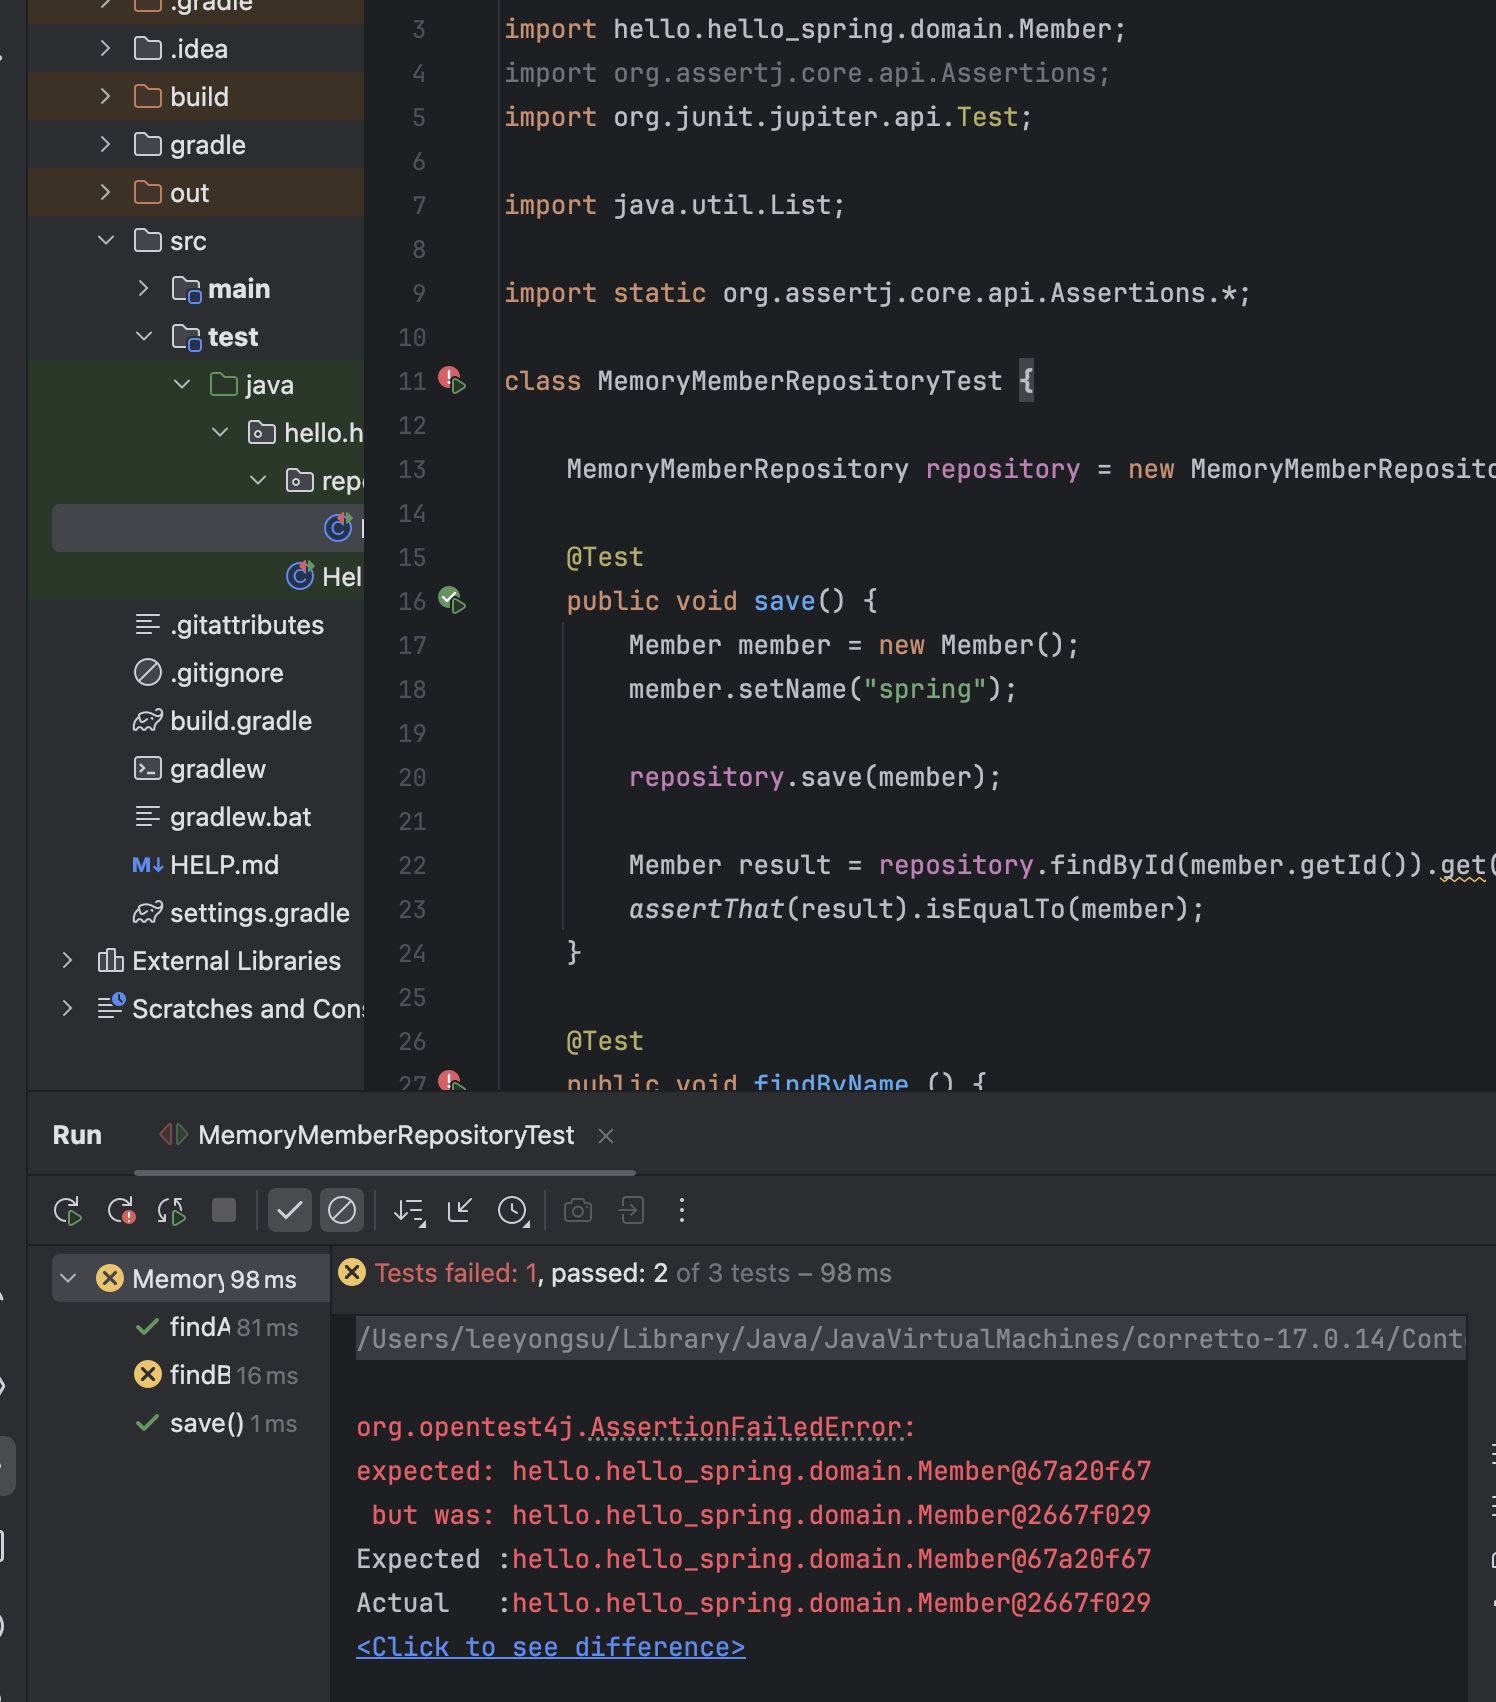 .gradle
.idea
build
gradle
out
src
main
test
java
hello.h
repo
Hel
.gitattributes
.gitignore
build.gradle
gradlew
gradlew.bat
M↓ HELP.md
settings.gradle
External Libraries
Scratches and Con
3 import hello.hello_spring.domain.Member;
4 import org.assertj.core.api.Assertions;
5 import org.junit.jupiter.api.Test;
6
7 import java.util.List;
8
9 import static org.assertj.core.api.Assertions.*;
10
11 class MemoryMemberRepositoryTest {
12
13 MemoryMemberRepository repository = new MemoryMemberReposito
14
15 @Test
16 public void save() {
17 Member member = new Member();
18 member.setName("spring");
19
20 repository.save(member);
21
22 Member result = repository.findById(member.getId()).get(
23 assertThat(result).isEqualTo(member);
24 }
25
26 @Test
27 public void findByName () {
Run MemoryMemberRepositoryTest
Memory 98 ms
findA 81 ms
findB 16 ms
save() 1 ms
Tests failed: 1, passed: 2 of 3 tests – 98 ms
/Users/leeyongsu/Library/Java/JavaVirtualMachines/corretto-17.0.14/Cont
org.opentest4j.AssertionFailedError:
expected: hello.hello_spring.domain.Member@67a20f67
but was: hello.hello_spring.domain.Member@2667f029
Expected :hello.hello_spring.domain.Member@67a20f67
Actual :hello.hello_spring.domain.Member@2667f029
<Click to see difference>